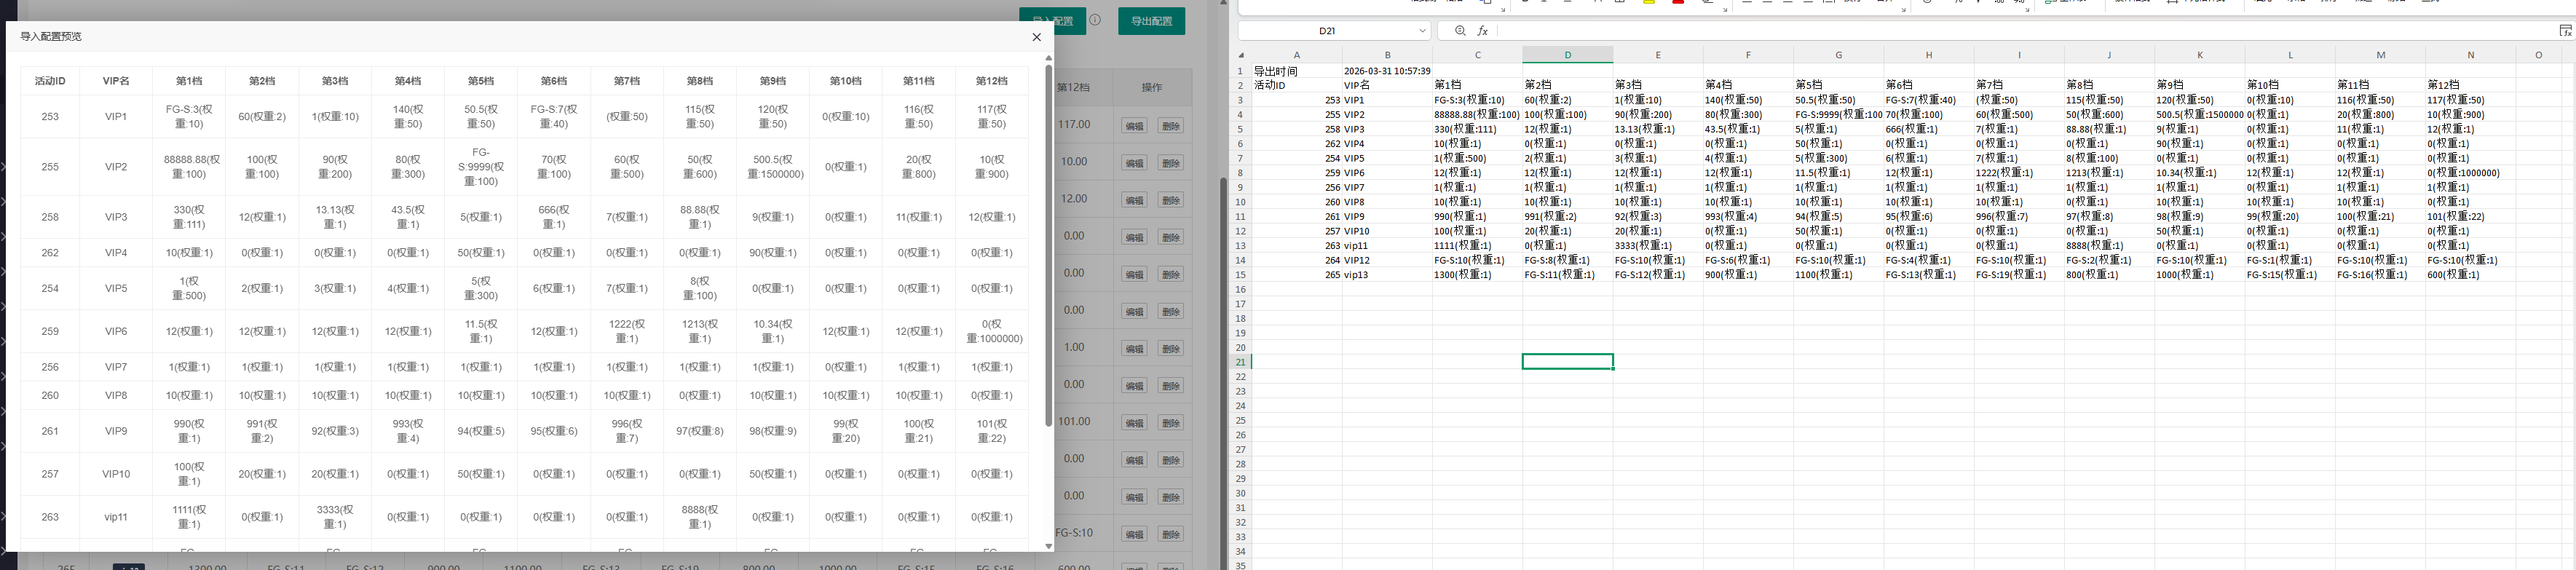 导入配置
导出配置
导入配置预览
活动ID VIP名 第1档 第2档 第3档 第4档 第5档 第6档 第7档 第8档 第9档 第10档 第11档 第12档
253 VIP1 FG-S:3(权重:10) 60(权重:2) 1(权重:10) 140(权重:50) 50.5(权重:50) FG-S:7(权重:40) (权重:50) 115(权重:50) 120(权重:50) 0(权重:10) 116(权重:50) 117(权重:50)
255 VIP2 88888.88(权重:100) 100(权重:100) 90(权重:200) 80(权重:300) FG-S:9999(权重:100) 70(权重:100) 60(权重:500) 50(权重:600) 500.5(权重:1500000) 0(权重:1) 20(权重:800) 10(权重:900)
258 VIP3 330(权重:111) 12(权重:1) 13.13(权重:1) 43.5(权重:1) 5(权重:1) 666(权重:1) 7(权重:1) 88.88(权重:1) 9(权重:1) 0(权重:1) 11(权重:1) 12(权重:1)
262 VIP4 10(权重:1) 0(权重:1) 0(权重:1) 0(权重:1) 50(权重:1) 0(权重:1) 0(权重:1) 0(权重:1) 90(权重:1) 0(权重:1) 0(权重:1) 0(权重:1)
254 VIP5 1(权重:500) 2(权重:1) 3(权重:1) 4(权重:1) 5(权重:300) 6(权重:1) 7(权重:1) 8(权重:100) 0(权重:1) 0(权重:1) 0(权重:1) 0(权重:1)
259 VIP6 12(权重:1) 12(权重:1) 12(权重:1) 12(权重:1) 11.5(权重:1) 12(权重:1) 1222(权重:1) 1213(权重:1) 10.34(权重:1) 12(权重:1) 12(权重:1) 0(权重:1000000)
256 VIP7 1(权重:1) 1(权重:1) 1(权重:1) 1(权重:1) 1(权重:1) 1(权重:1) 1(权重:1) 1(权重:1) 1(权重:1) 0(权重:1) 1(权重:1) 1(权重:1)
260 VIP8 10(权重:1) 10(权重:1) 10(权重:1) 10(权重:1) 10(权重:1) 10(权重:1) 10(权重:1) 0(权重:1) 10(权重:1) 10(权重:1) 10(权重:1) 0(权重:1)
261 VIP9 990(权重:1) 991(权重:2) 92(权重:3) 993(权重:4) 94(权重:5) 95(权重:6) 996(权重:7) 97(权重:8) 98(权重:9) 99(权重:20) 100(权重:21) 101(权重:22)
257 VIP10 100(权重:1) 20(权重:1) 20(权重:1) 0(权重:1) 50(权重:1) 0(权重:1) 0(权重:1) 0(权重:1) 50(权重:1) 0(权重:1) 0(权重:1) 0(权重:1)
263 vip11 1111(权重:1) 0(权重:1) 3333(权重:1) 0(权重:1) 0(权重:1) 0(权重:1) 0(权重:1) 8888(权重:1) 0(权重:1) 0(权重:1) 0(权重:1) 0(权重:1)
第12档 操作
117.00 编辑 删除
10.00 编辑 删除
12.00 编辑 删除
0.00 编辑 删除
0.00 编辑 删除
0.00 编辑 删除
1.00 编辑 删除
0.00 编辑 删除
101.00 编辑 删除
0.00 编辑 删除
0.00 编辑 删除
FG-S:10 编辑 删除
265 1300.00 FG-S:11 FG-S:12 900.00 1100.00 FG-S:13 FG-S:19 800.00 1000.00 FG-S:15 FG-S:16 600.00
D21 fx
A B C D E F G H I J K L M N O
1 导出时间 2026-03-31 10:57:39
2 活动ID VIP名 第1档 第2档 第3档 第4档 第5档 第6档 第7档 第8档 第9档 第10档 第11档 第12档
3 253 VIP1 FG-S:3(权重:10) 60(权重:2) 1(权重:10) 140(权重:50) 50.5(权重:50) FG-S:7(权重:40) (权重:50) 115(权重:50) 120(权重:50) 0(权重:10) 116(权重:50) 117(权重:50)
4 255 VIP2 88888.88(权重:100) 100(权重:100) 90(权重:200) 80(权重:300) FG-S:9999(权重:100 70(权重:100) 60(权重:500) 50(权重:600) 500.5(权重:1500000 0(权重:1) 20(权重:800) 10(权重:900)
5 258 VIP3 330(权重:111) 12(权重:1) 13.13(权重:1) 43.5(权重:1) 5(权重:1) 666(权重:1) 7(权重:1) 88.88(权重:1) 9(权重:1) 0(权重:1) 11(权重:1) 12(权重:1)
6 262 VIP4 10(权重:1) 0(权重:1) 0(权重:1) 0(权重:1) 50(权重:1) 0(权重:1) 0(权重:1) 0(权重:1) 90(权重:1) 0(权重:1) 0(权重:1) 0(权重:1)
7 254 VIP5 1(权重:500) 2(权重:1) 3(权重:1) 4(权重:1) 5(权重:300) 6(权重:1) 7(权重:1) 8(权重:100) 0(权重:1) 0(权重:1) 0(权重:1) 0(权重:1)
8 259 VIP6 12(权重:1) 12(权重:1) 12(权重:1) 12(权重:1) 11.5(权重:1) 12(权重:1) 1222(权重:1) 1213(权重:1) 10.34(权重:1) 12(权重:1) 12(权重:1) 0(权重:1000000)
9 256 VIP7 1(权重:1) 1(权重:1) 1(权重:1) 1(权重:1) 1(权重:1) 1(权重:1) 1(权重:1) 1(权重:1) 1(权重:1) 0(权重:1) 1(权重:1) 1(权重:1)
10 260 VIP8 10(权重:1) 10(权重:1) 10(权重:1) 10(权重:1) 10(权重:1) 10(权重:1) 10(权重:1) 0(权重:1) 10(权重:1) 10(权重:1) 10(权重:1) 0(权重:1)
11 261 VIP9 990(权重:1) 991(权重:2) 92(权重:3) 993(权重:4) 94(权重:5) 95(权重:6) 996(权重:7) 97(权重:8) 98(权重:9) 99(权重:20) 100(权重:21) 101(权重:22)
12 257 VIP10 100(权重:1) 20(权重:1) 20(权重:1) 0(权重:1) 50(权重:1) 0(权重:1) 0(权重:1) 0(权重:1) 50(权重:1) 0(权重:1) 0(权重:1) 0(权重:1)
13 263 vip11 1111(权重:1) 0(权重:1) 3333(权重:1) 0(权重:1) 0(权重:1) 0(权重:1) 0(权重:1) 8888(权重:1) 0(权重:1) 0(权重:1) 0(权重:1) 0(权重:1)
14 264 VIP12 FG-S:10(权重:1) FG-S:8(权重:1) FG-S:10(权重:1) FG-S:6(权重:1) FG-S:10(权重:1) FG-S:4(权重:1) FG-S:10(权重:1) FG-S:2(权重:1) FG-S:10(权重:1) FG-S:1(权重:1) FG-S:10(权重:1) FG-S:10(权重:1)
15 265 vip13 1300(权重:1) FG-S:11(权重:1) FG-S:12(权重:1) 900(权重:1) 1100(权重:1) FG-S:13(权重:1) FG-S:19(权重:1) 800(权重:1) 1000(权重:1) FG-S:15(权重:1) FG-S:16(权重:1) 600(权重:1)
16
17
18
19
20
21
22
23
24
25
26
27
28
29
30
31
32
33
34
35